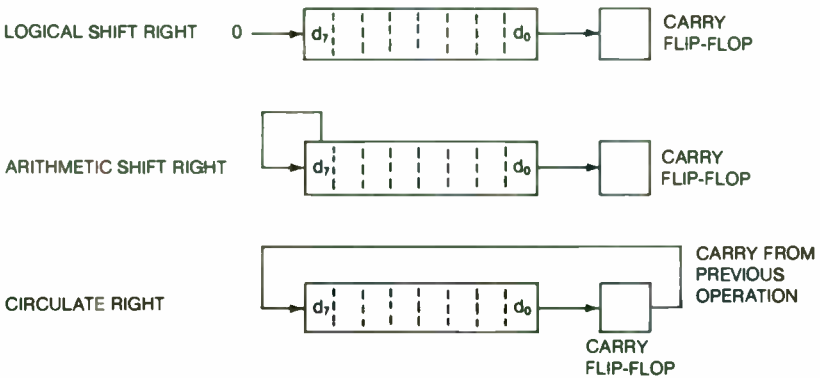 LOGICAL SHIFT RIGHT 0 d₇ d₀ CARRY
FLIP-FLOP
ARITHMETIC SHIFT RIGHT d₇ d₀ CARRY
FLIP-FLOP
CARRY FROM
PREVIOUS
OPERATION
CIRCULATE RIGHT d₇ d₀
CARRY
FLIP-FLOP